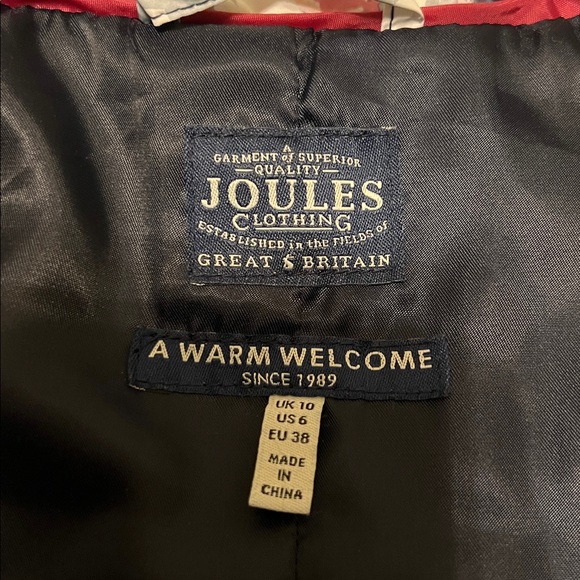 A
GARMENT of SUPERIOR
QUALITY
JOULES
CLOTHING
ESTABLISHED in the FIELDS of
GREAT BRITAIN
A WARM WELCOME
SINCE 1989
UK 10
US 6
EU 38
MADE
IN
CHINA